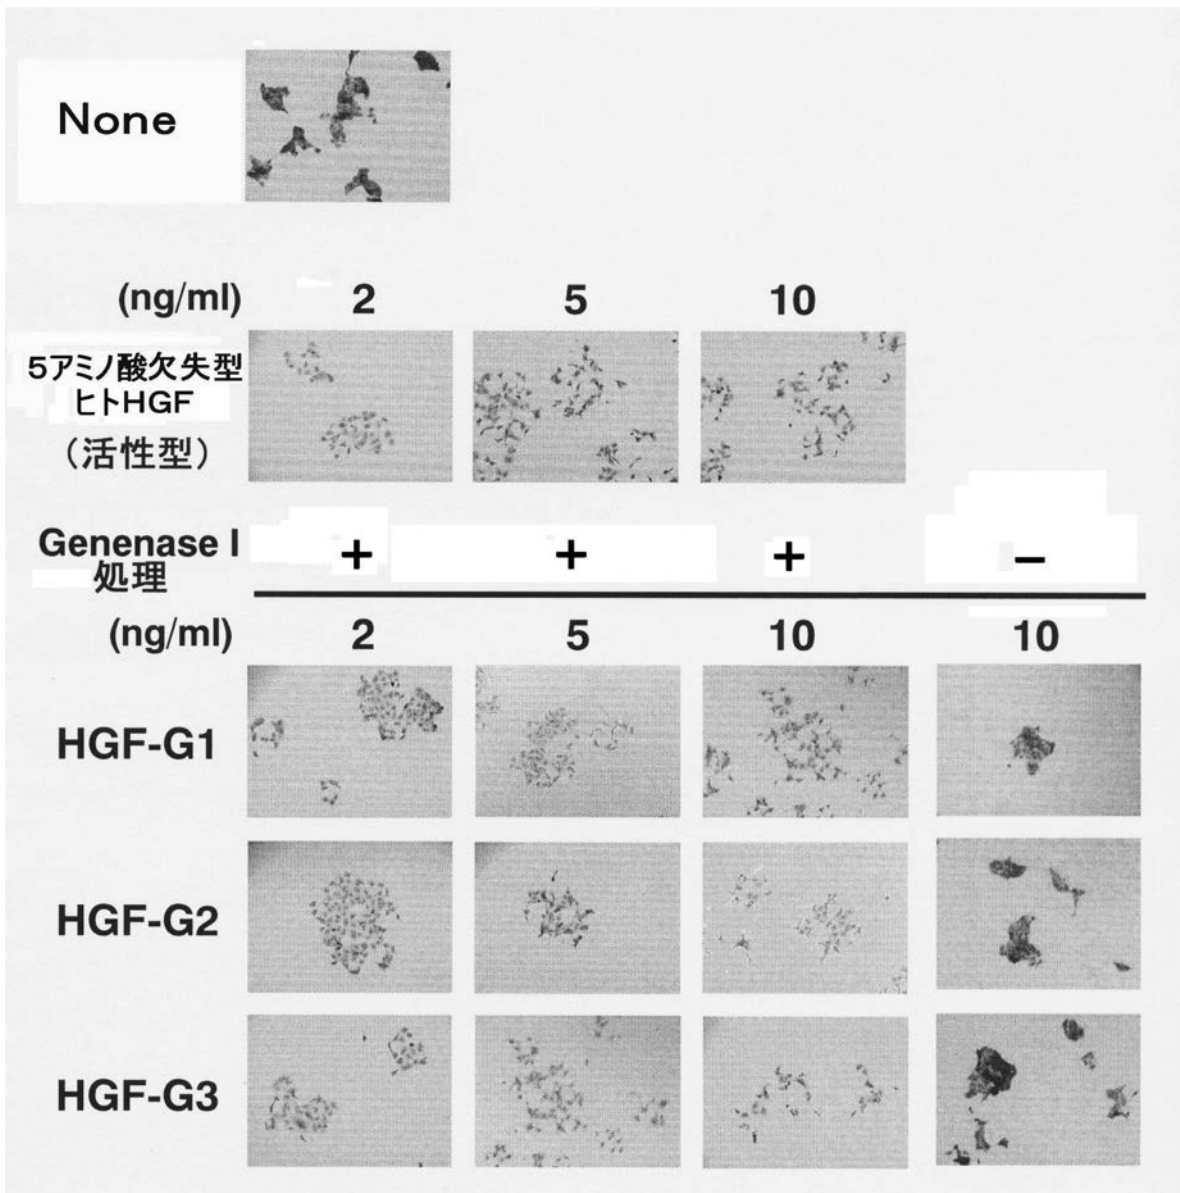 None
(ng/ml) 2 5 10
5アミノ酸欠失型
ヒトHGF
(活性型)
Genenase I
処理 + + + −
(ng/ml) 2 5 10 10
HGF-G1
HGF-G2
HGF-G3